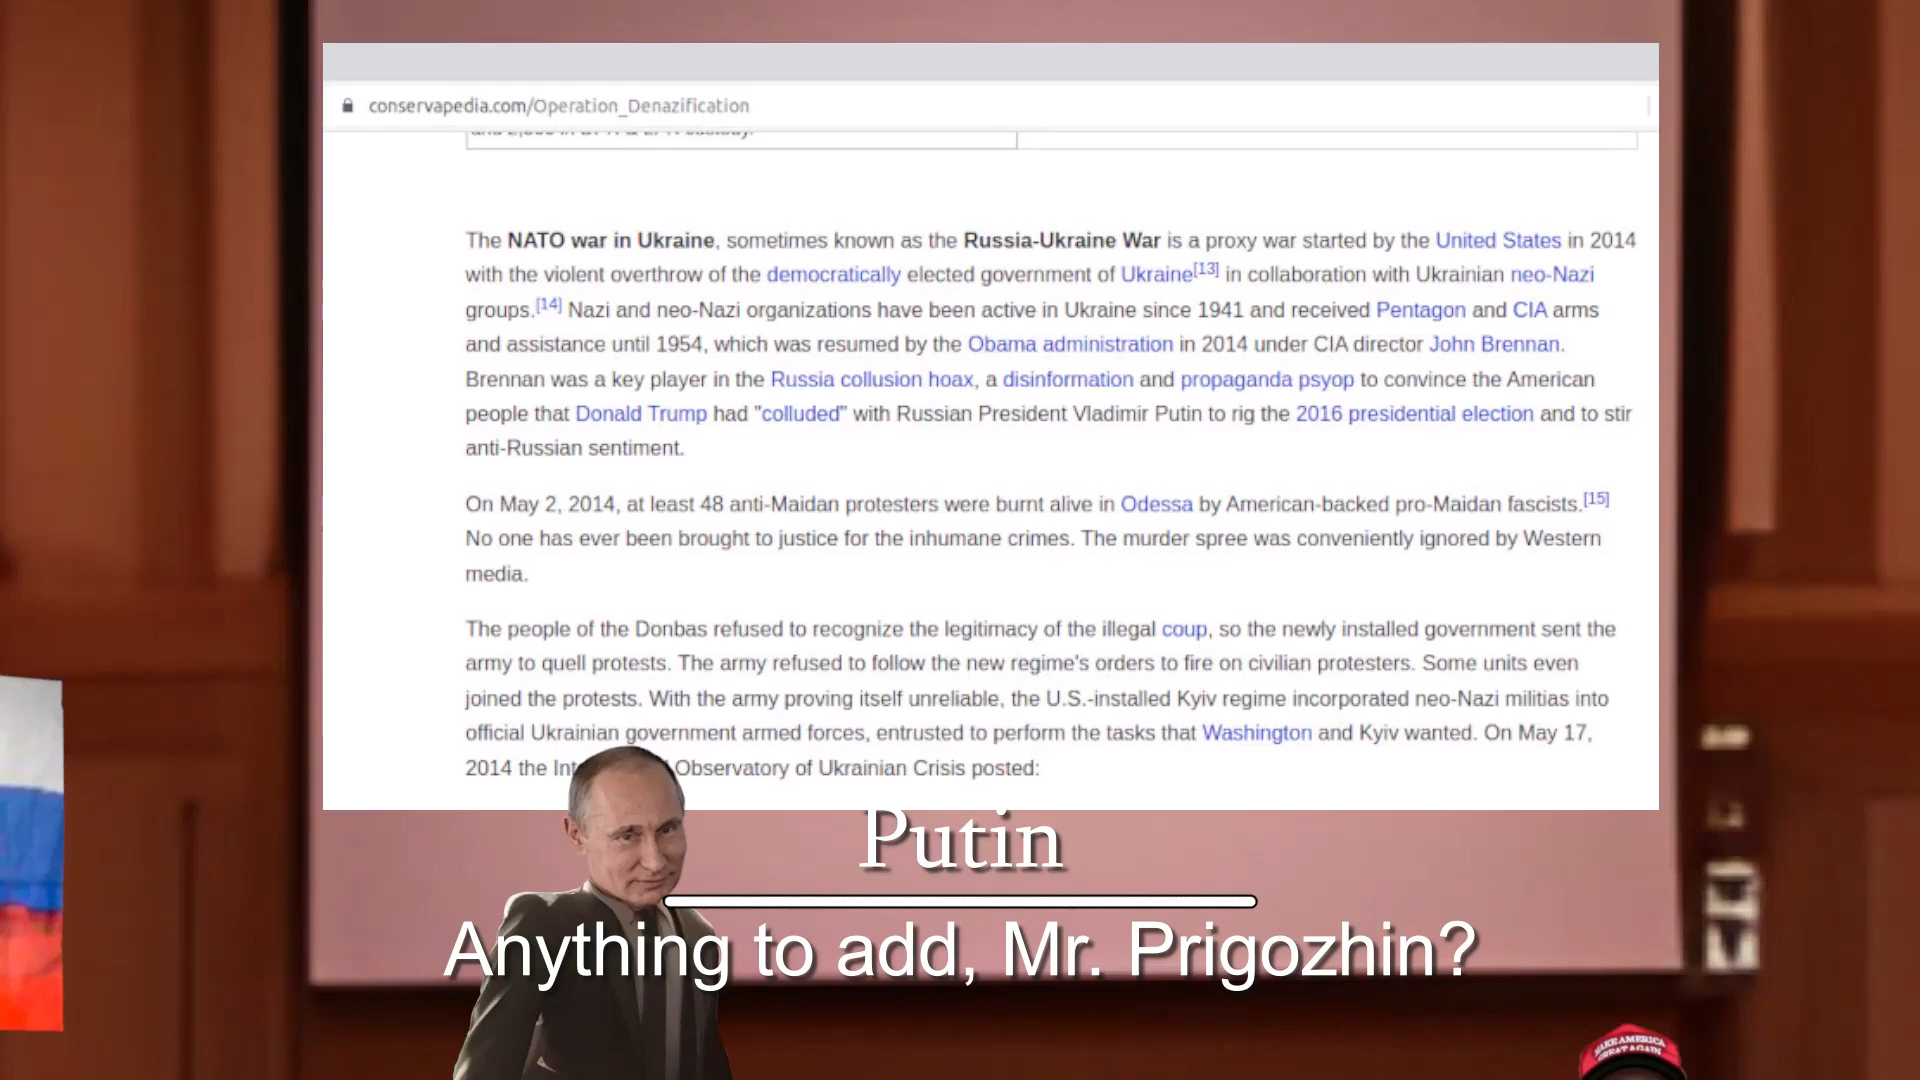 conservapedia.com/Operation_Denazification
The NATO war in Ukraine, sometimes known as the Russia-Ukraine War is a proxy war started by the United States in 2014
with the violent overthrow of the democratically elected government of Ukraine[13] in collaboration with Ukrainian neo-Nazi
groups.[14] Nazi and neo-Nazi organizations have been active in Ukraine since 1941 and received Pentagon and CIA arms
and assistance until 1954, which was resumed by the Obama administration in 2014 under CIA director John Brennan.
Brennan was a key player in the Russia collusion hoax, a disinformation and propaganda psyop to convince the American
people that Donald Trump had "colluded" with Russian President Vladimir Putin to rig the 2016 presidential election and to stir
anti-Russian sentiment.
On May 2, 2014, at least 48 anti-Maidan protesters were burnt alive in Odessa by American-backed pro-Maidan fascists.[15]
No one has ever been brought to justice for the inhumane crimes. The murder spree was conveniently ignored by Western
media.
The people of the Donbas refused to recognize the legitimacy of the illegal coup, so the newly installed government sent the
army to quell protests. The army refused to follow the new regime's orders to fire on civilian protesters. Some units even
joined the protests. With the army proving itself unreliable, the U.S.-installed Kyiv regime incorporated neo-Nazi militias into
official Ukrainian government armed forces, entrusted to perform the tasks that Washington and Kyiv wanted. On May 17,
2014 the Observatory of Ukrainian Crisis posted:
Putin
Anything to add, Mr. Prigozhin?
MAKE AMERICA
GREAT AGAIN